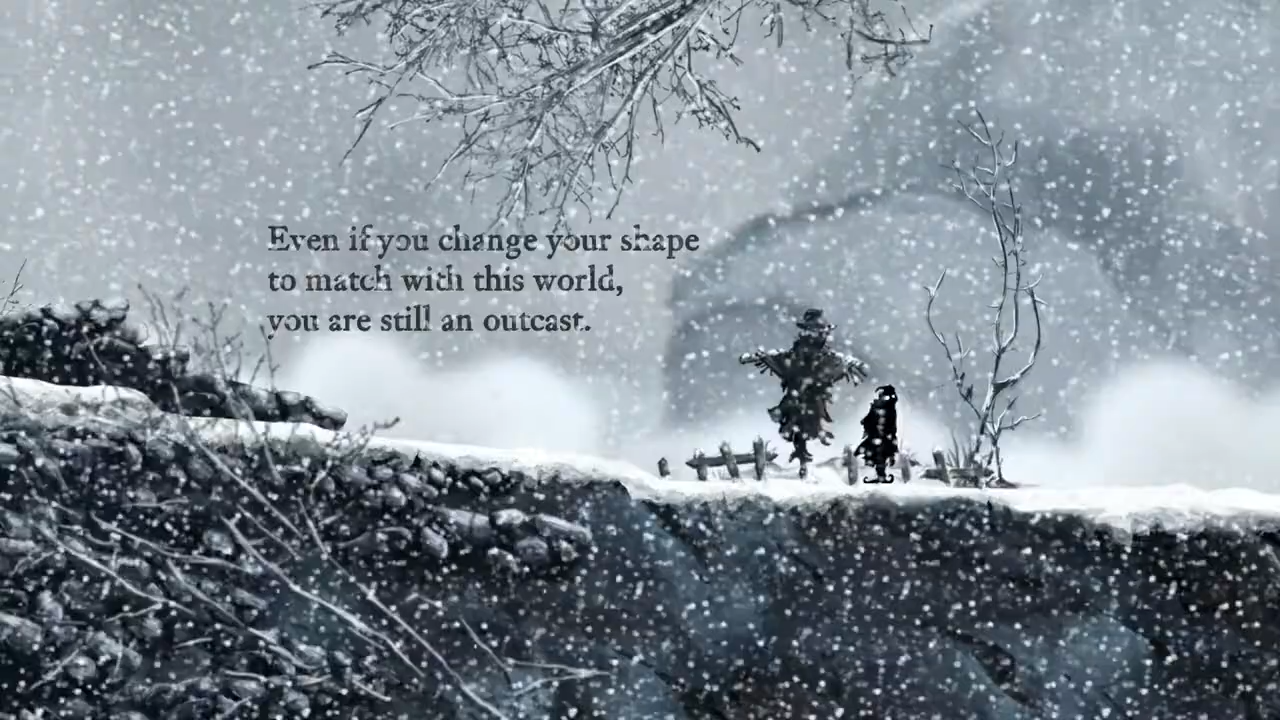 Even if you change your shape
to match with this world,
you are still an outcast.